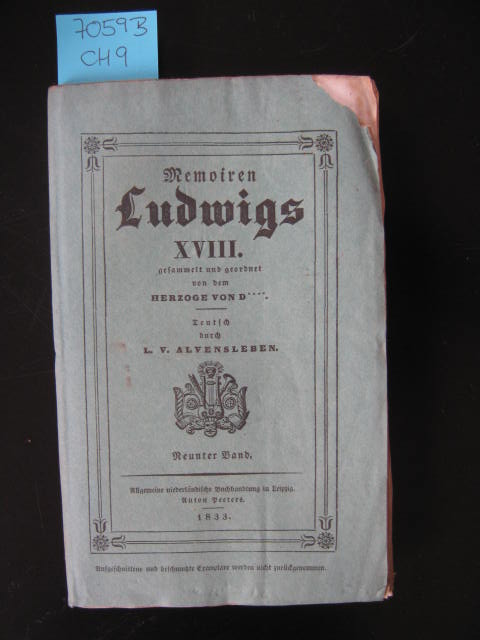 70593
CH9
Memoiren
Ludwigs
XVIII.
gesammelt und geordnet
von dem
HERZOGE VON D****.
Teutsch
durch
L. V. ALVENSLEBEN.
Neunter Band.
Allgemeine niederländische Buchhandlung in Leipzig.
Anton Peeters.
1833.
Aufgeschnittene und beschmutzte Exemplare werden nicht zurückgenommen.